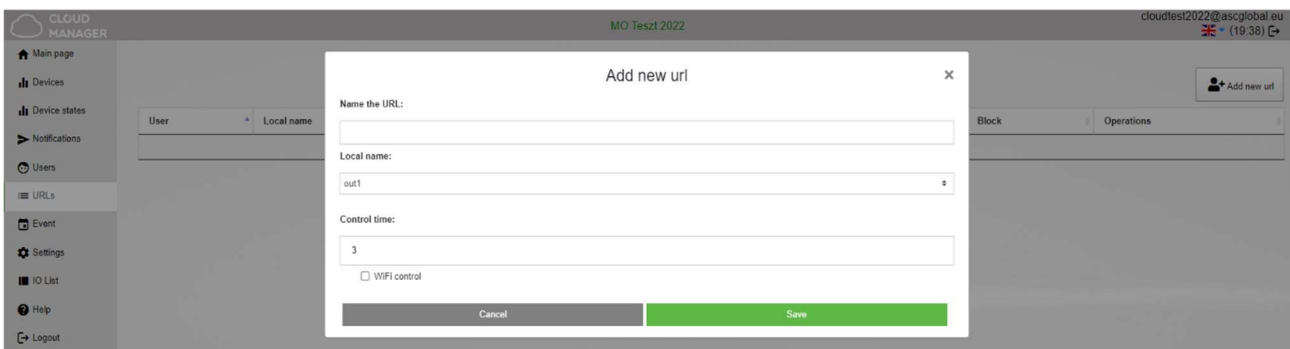 CLOUD
MANAGER
MO Teszt 2022
cloudtest2022@ascglobal.eu
(19:38)
Main page
Devices
Device states
Notifications
Users
URLs
Event
Settings
IO List
Help
Logout
Add new url
User
Local name
Block
Operations
Add new url
×
Name the URL:
Local name:
out1
Control time:
3
WiFi control
Cancel
Save